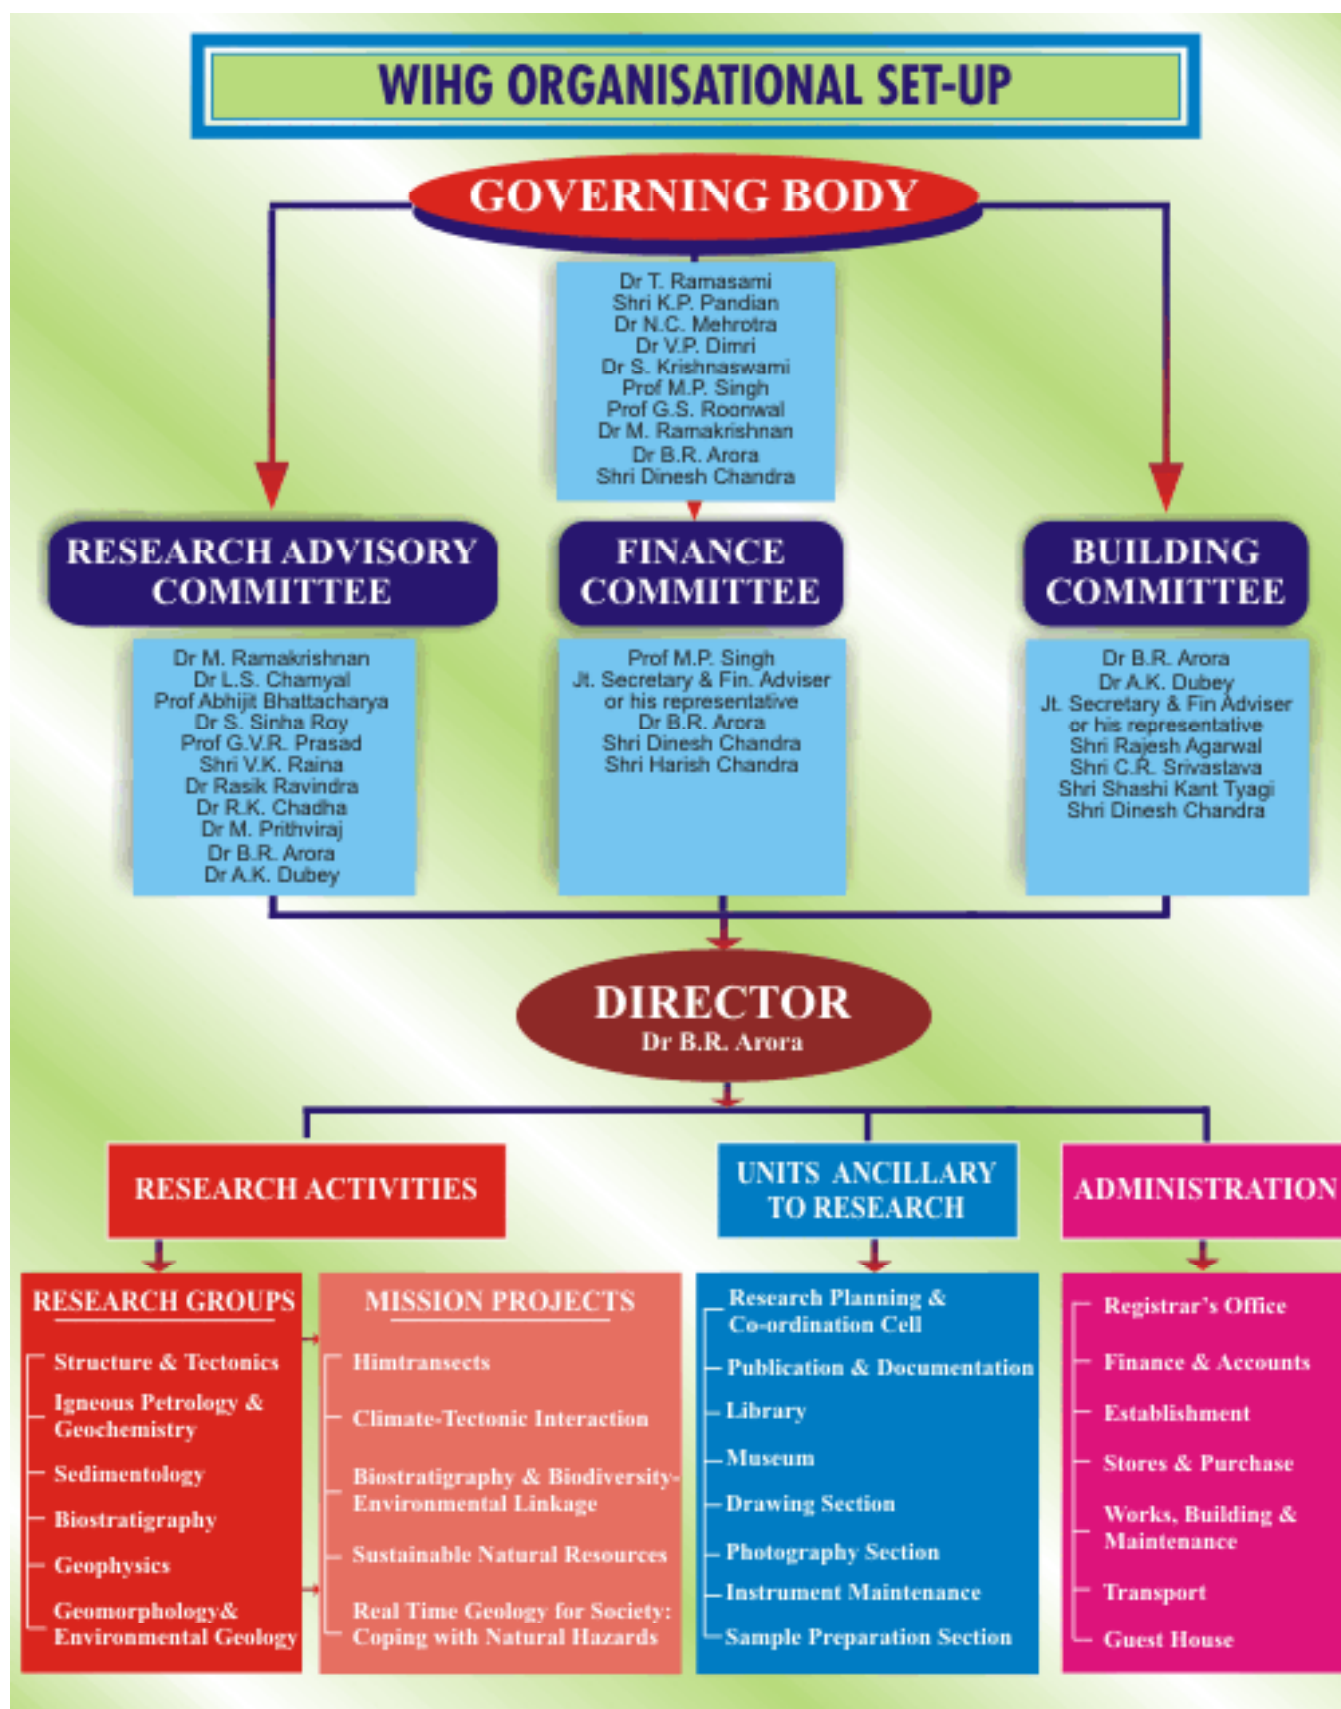 WIHG ORGANISATIONAL SET-UP
GOVERNING BODY
Dr T. Ramasami
Shri K.P. Pandian
Dr N.C. Mehrotra
Dr V.P. Dimri
Dr S. Krishnaswami
Prof M.P. Singh
Prof G.S. Roonwal
Dr M. Ramakrishnan
Dr B.R. Arora
Shri Dinesh Chandra
RESEARCH ADVISORY
COMMITTEE
Dr M. Ramakrishnan
Dr L.S. Chamyal
Prof Abhijit Bhattacharya
Dr S. Sinha Roy
Prof G.V.R. Prasad
Shri V.K. Raina
Dr Rasik Ravindra
Dr R.K. Chadha
Dr M. Prithviraj
Dr B.R. Arora
Dr A.K. Dubey
FINANCE
COMMITTEE
Prof M.P. Singh
Jt. Secretary & Fin. Adviser
or his representative
Dr B.R. Arora
Shri Dinesh Chandra
Shri Harish Chandra
BUILDING
COMMITTEE
Dr B.R. Arora
Dr A.K. Dubey
Jt. Secretary & Fin Adviser
or his representative
Shri Rajesh Agarwal
Shri C.R. Srivastava
Shri Shashi Kant Tyagi
Shri Dinesh Chandra
DIRECTOR
Dr B.R. Arora
RESEARCH ACTIVITIES
RESEARCH GROUPS
Structure & Tectonics
Igneous Petrology &
Geochemistry
Sedimentology
Biostratigraphy
Geophysics
Geomorphology&
Environmental Geology
MISSION PROJECTS
Himtransects
Climate-Tectonic Interaction
Biostratigraphy & Biodiversity-
Environmental Linkage
Sustainable Natural Resources
Real Time Geology for Society:
Coping with Natural Hazards
UNITS ANCILLARY
TO RESEARCH
Research Planning &
Co-ordination Cell
Publication & Documentation
Library
Museum
Drawing Section
Photography Section
Instrument Maintenance
Sample Preparation Section
ADMINISTRATION
Registrar's Office
Finance & Accounts
Establishment
Stores & Purchase
Works, Building &
Maintenance
Transport
Guest House